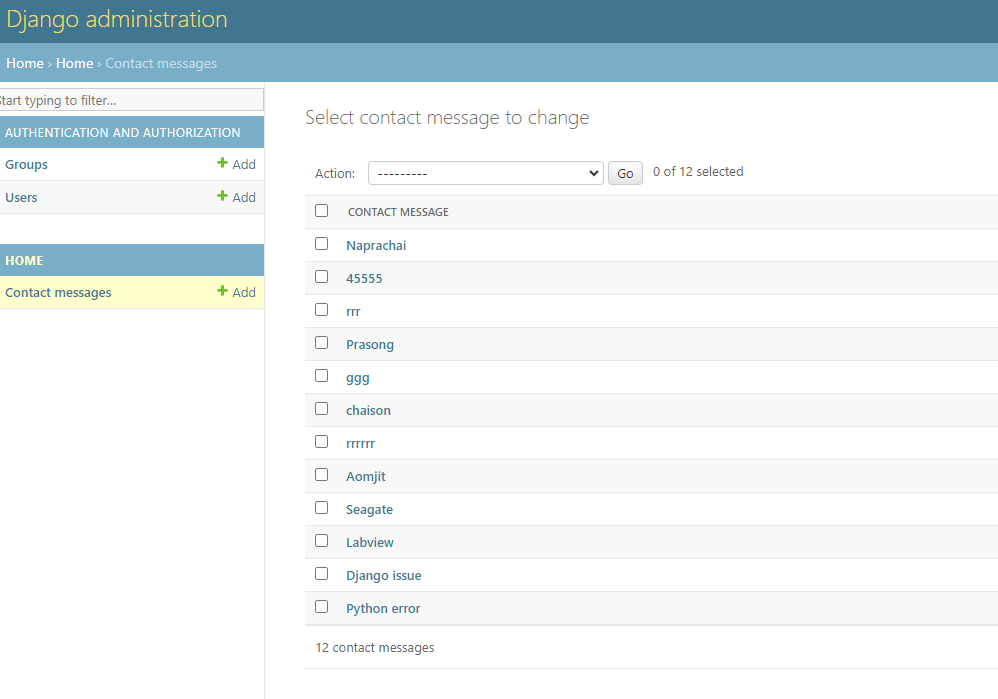 Django administration
Home › Home › Contact messages
Start typing to filter...
AUTHENTICATION AND AUTHORIZATION
Groups + Add
Users + Add
HOME
Contact messages + Add
Select contact message to change
Action: --------- Go 0 of 12 selected
CONTACT MESSAGE
Naprachai
45555
rrr
Prasong
ggg
chaison
rrrrrr
Aomjit
Seagate
Labview
Django issue
Python error
12 contact messages